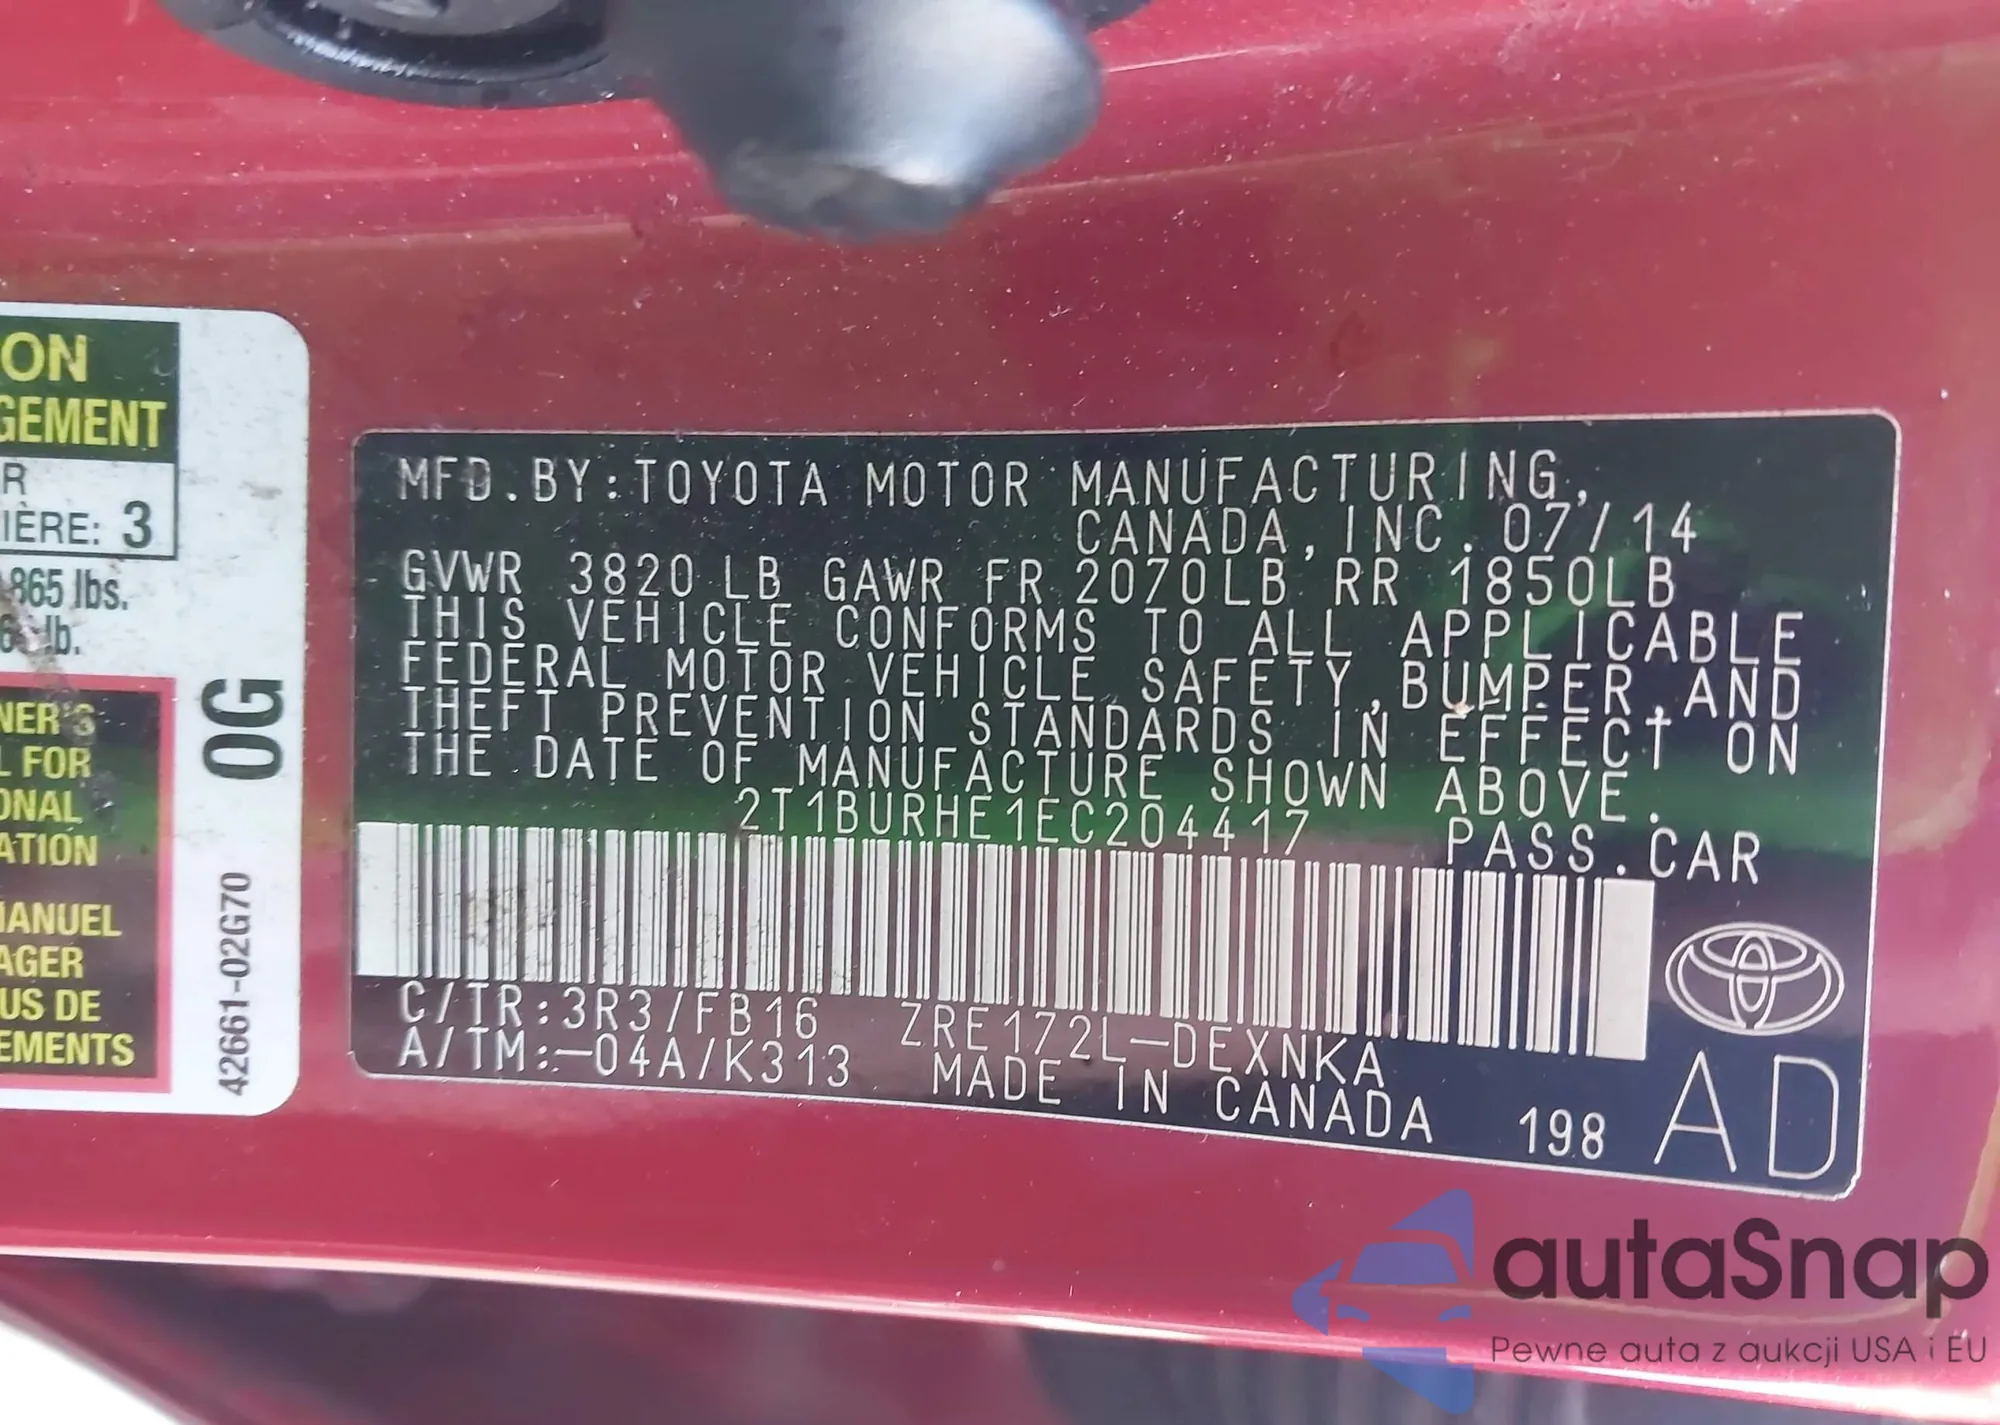 ON
GEMENT
R
IÈRE: 3
865 lbs.
lb.
NER'S
L FOR
ONAL
ATION
MANUEL
AGER
US DE
EMENTS
0G
42661-02G70
MFD.BY:TOYOTA MOTOR MANUFACTURING,
CANADA,INC.07/14
GVWR 3820 LB GAWR FR 2070LB RR 1850LB
THIS VEHICLE CONFORMS TO ALL APPLICABLE
FEDERAL MOTOR VEHICLE SAFETY,BUMPER,AND
THEFT PREVENTION STANDARDS IN EFFECT ON
THE DATE OF MANUFACTURE SHOWN ABOVE.
2T1BURHE1EC204417 PASS.CAR
C/TR:3R3/FB16 ZRE172L-DEXNKA
A/TM:-04A/K313 MADE IN CANADA 198 AD
autaSnap
Pewne auta z aukcji USA i EU